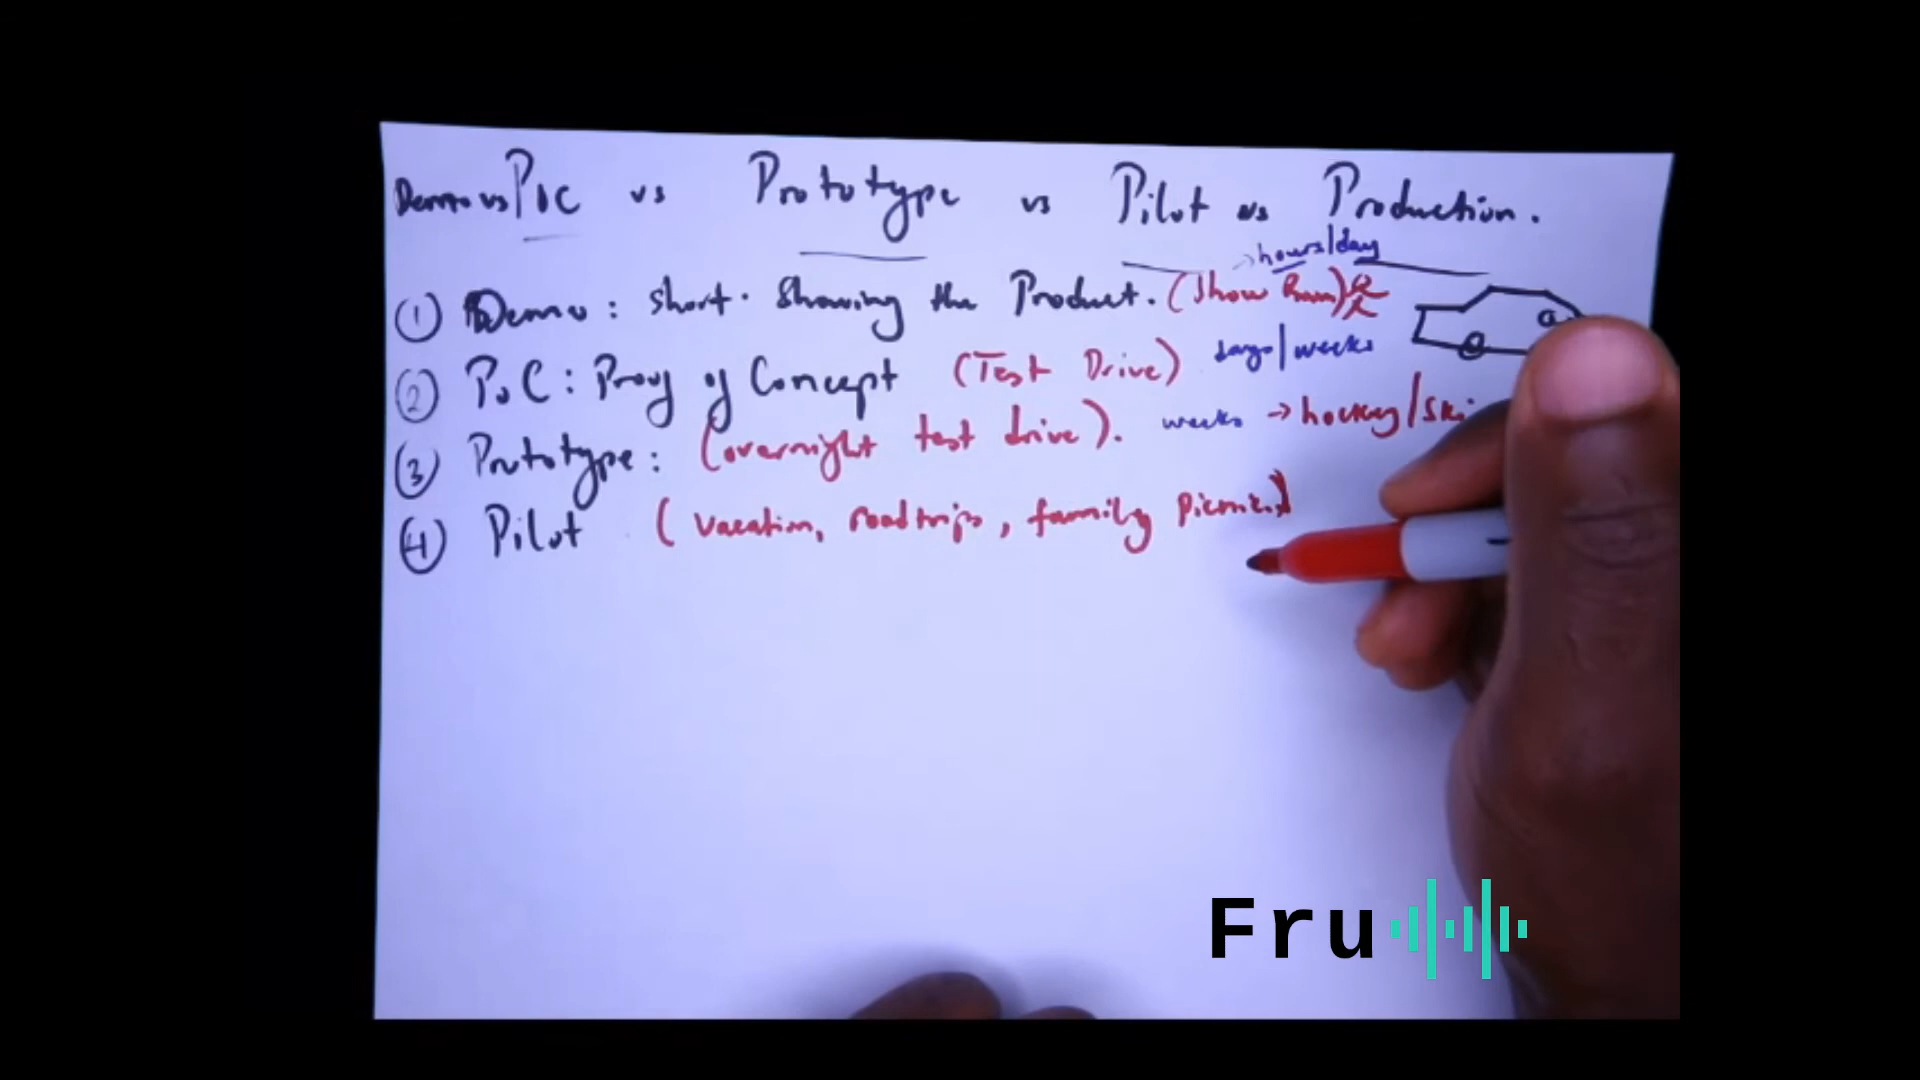 Demo vs PoC vs Prototype vs Pilot vs Production.
→ hours/day
① Demo: short. Showing the Product. (Show Room)
② PoC: Proof of Concept (Test Drive) days/weeks
③ Prototype: (overnight test drive). weeks → hockey/ski
④ Pilot (vacation, roadtrips, family picnic)
Fru